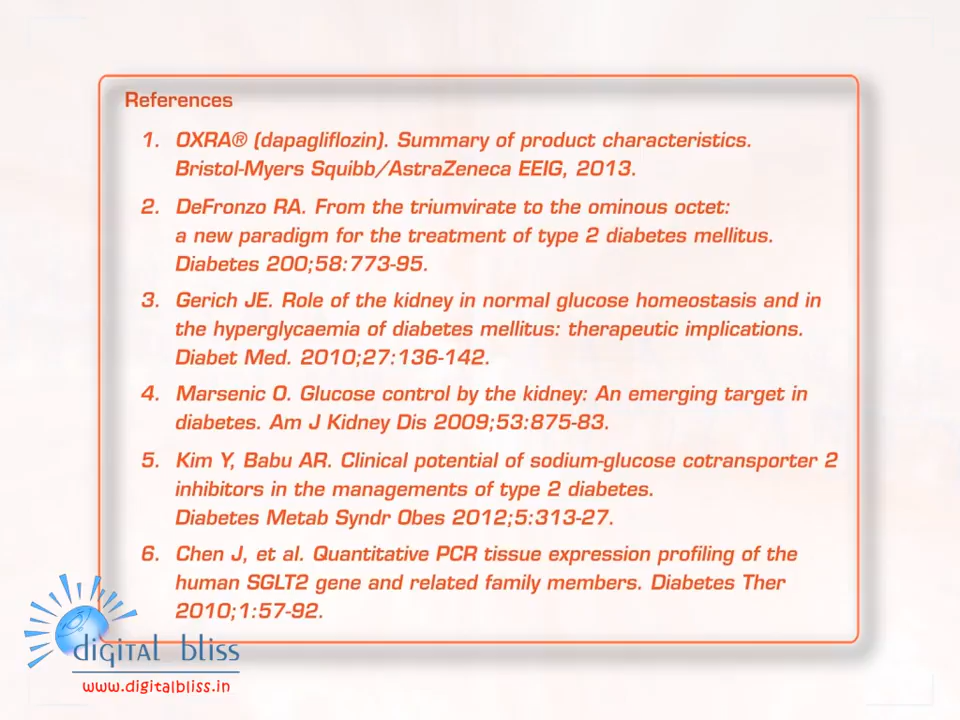 References
1. OXRA® (dapagliflozin). Summary of product characteristics.
Bristol-Myers Squibb/AstraZeneca EEIG, 2013.
2. DeFronzo RA. From the triumvirate to the ominous octet:
a new paradigm for the treatment of type 2 diabetes mellitus.
Diabetes 200;58:773-95.
3. Gerich JE. Role of the kidney in normal glucose homeostasis and in
the hyperglycaemia of diabetes mellitus: therapeutic implications.
Diabet Med. 2010;27:136-142.
4. Marsenic O. Glucose control by the kidney: An emerging target in
diabetes. Am J Kidney Dis 2009;53:875-83.
5. Kim Y, Babu AR. Clinical potential of sodium-glucose cotransporter 2
inhibitors in the managements of type 2 diabetes.
Diabetes Metab Syndr Obes 2012;5:313-27.
6. Chen J, et al. Quantitative PCR tissue expression profiling of the
human SGLT2 gene and related family members. Diabetes Ther
2010;1:57-92.
digital bliss
www.digitalbliss.in